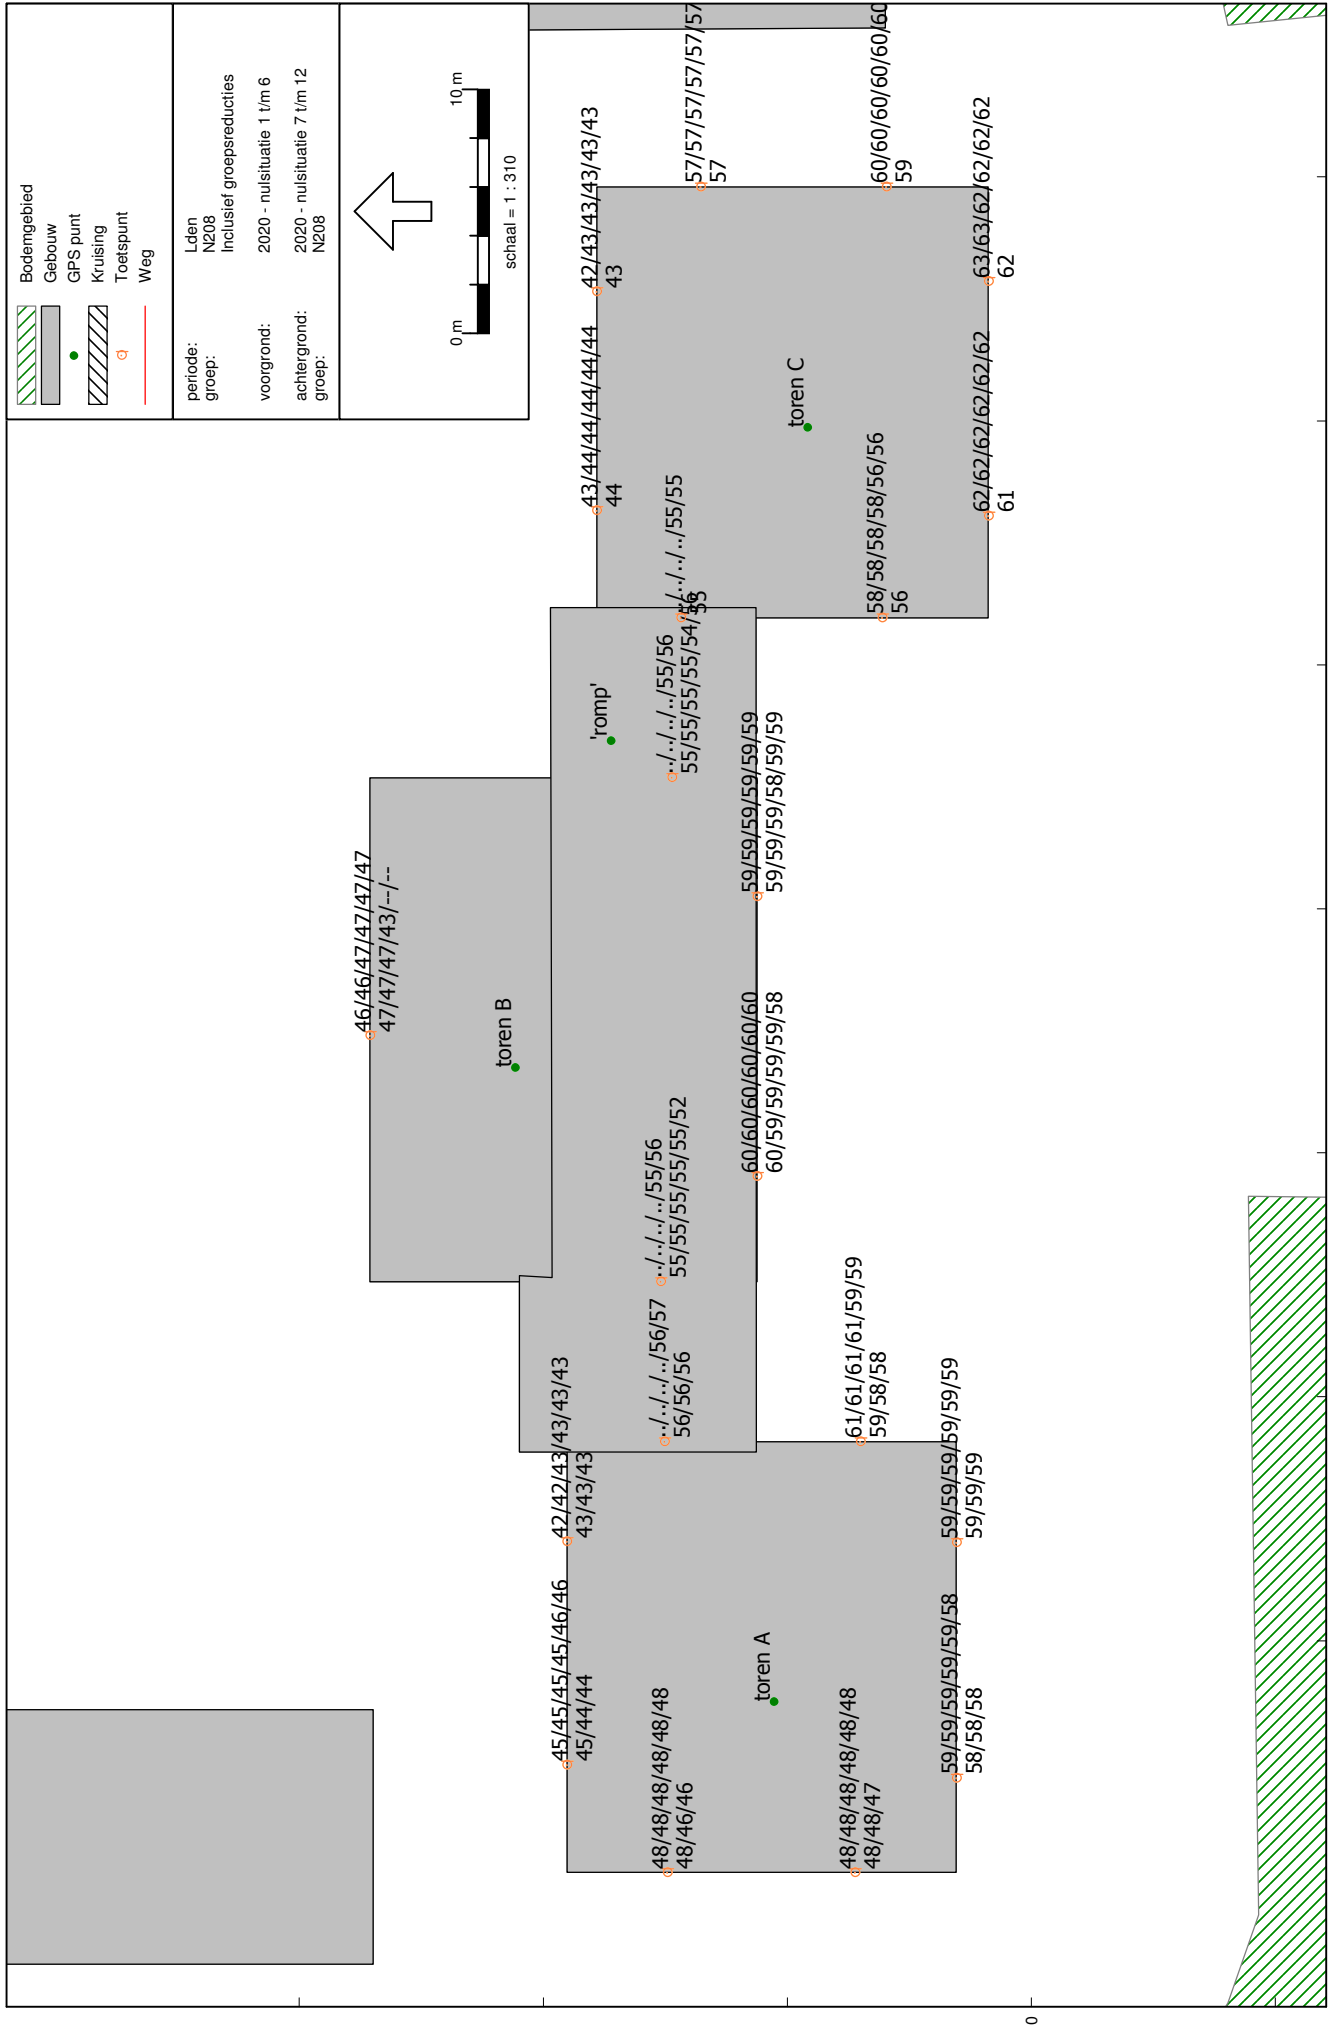 Bodemgebied
Gebouw
GPS punt
Kruising
Toetspunt
Weg
periode: Lden
groep: N208
Inclusief groepsreducties
voorgrond: 2020 - nulsituatie 1 t/m 6
achtergrond: 2020 - nulsituatie 7 t/m 12
groep: N208
0 m 10 m
schaal = 1 : 310
46/46/47/47/47/47
47/47/47/43/--/--
toren B
'romp'
45/45/45/45/46/46
45/44/44
42/42/43/43/43/43
43/43/43
43/44/44/44/44/44
44
42/43/43/43/43/43
43
48/48/48/48/48/48
48/46/46
../../../../56/57
56/56/56
../../../../55/56
55/55/55/55/55/52
../../../../55/56
55/55/55/55/54/56
../../../../55/55
55
57/57/57/57/57/57
57
toren A
toren C
60/60/60/60/60/60
60/59/59/59/59/58
59/59/59/59/59/59
59/59/59/58/59/59
48/48/48/48/48/48
48/48/47
61/61/61/61/59/59
59/58/58
58/58/58/58/56/56
56
60/60/60/60/60/60
59
59/59/59/59/59/58
58/58/58
59/59/59/59/59/59
59/59/59
62/62/62/62/62/62
61
63/63/62/62/62/62
62
0